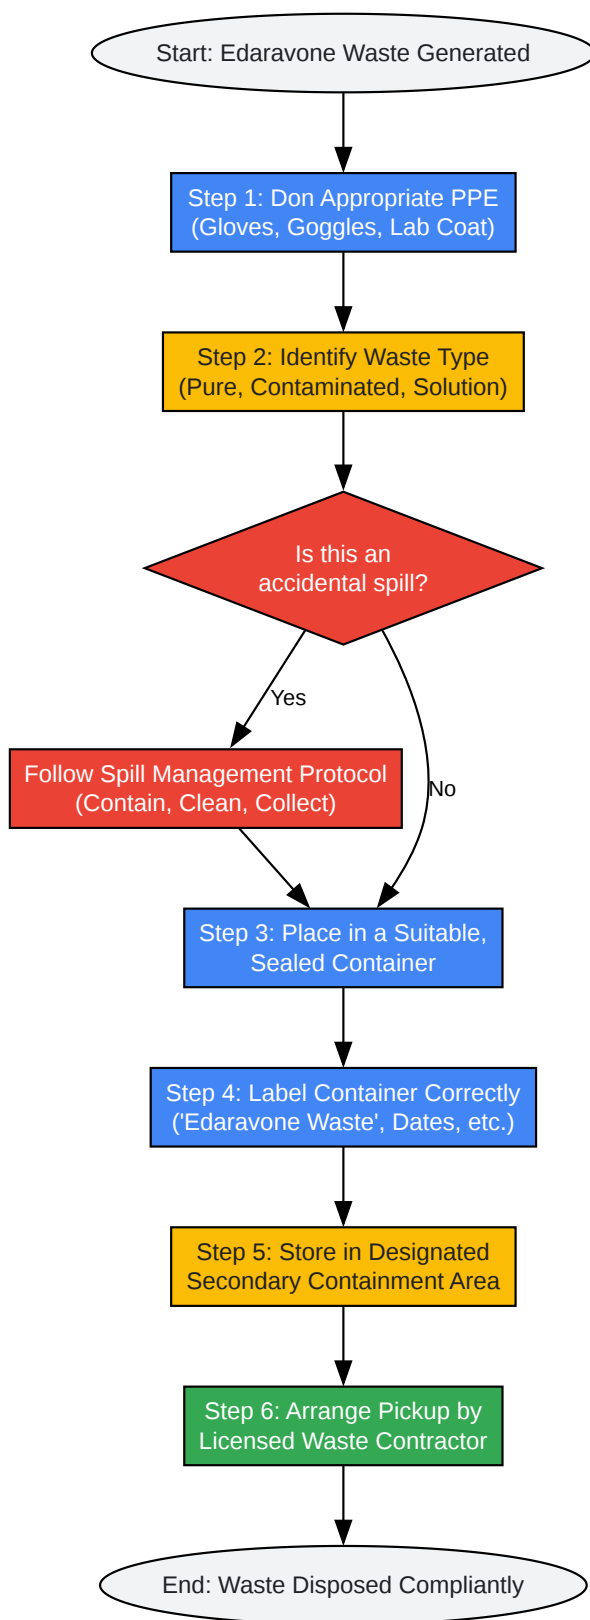 Start: Edaravone Waste Generated
Step 1: Don Appropriate PPE
(Gloves, Goggles, Lab Coat)
Step 2: Identify Waste Type
(Pure, Contaminated, Solution)
Is this an
accidental spill?
Yes
Follow Spill Management Protocol
(Contain, Clean, Collect)
No
Step 3: Place in a Suitable,
Sealed Container
Step 4: Label Container Correctly
('Edaravone Waste', Dates, etc.)
Step 5: Store in Designated
Secondary Containment Area
Step 6: Arrange Pickup by
Licensed Waste Contractor
End: Waste Disposed Compliantly